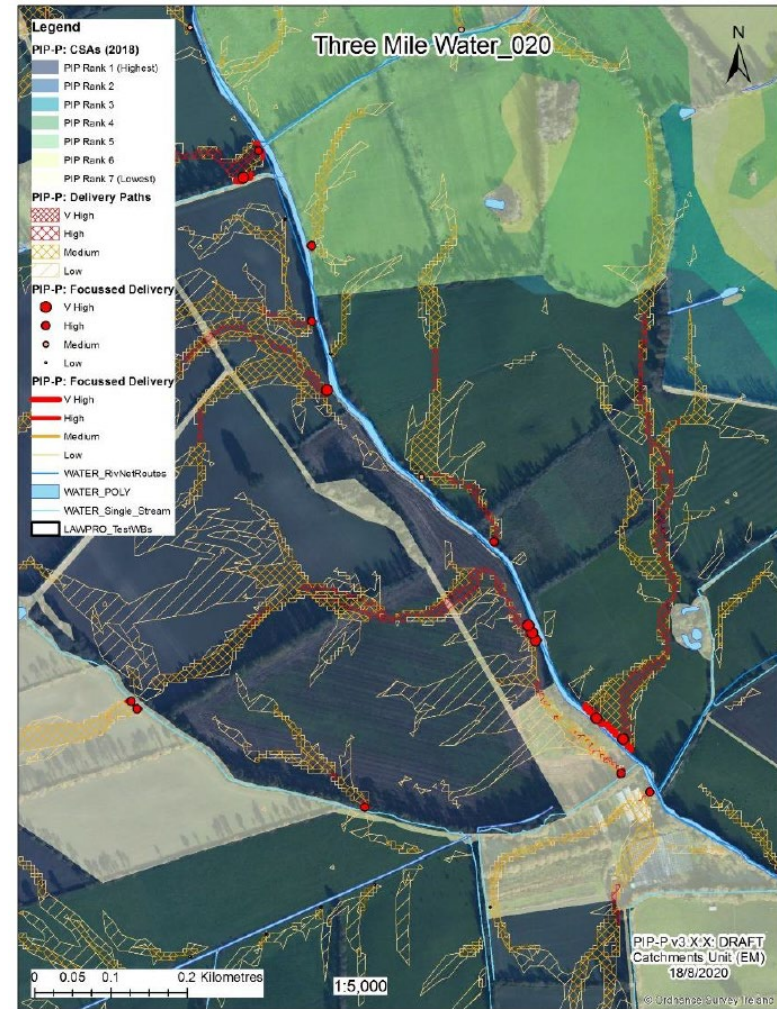 Legend
Three Mile Water_020
N
PIP-P: CSAs (2018)
PIP Rank 1 (Highest)
PIP Rank 2
PIP Rank 3
PIP Rank 4
PIP Rank 5
PIP Rank 6
PIP Rank 7 (Lowest)
PIP-P: Delivery Paths
V High
High
Medium
Low
PIP-P: Focussed Delivery
V High
High
Medium
Low
PIP-P: Focussed Delivery
V High
High
Medium
Low
WATER_RivNetRoutes
WATER_POLY
WATER_Single_Stream
LAWPRO_TestWBs
PIP-P v3.X.X: DRAFT
Catchments Unit (EM)
18/8/2020
0 0.05 0.1 0.2 Kilometres
1:5,000
© Ordnance Survey Ireland